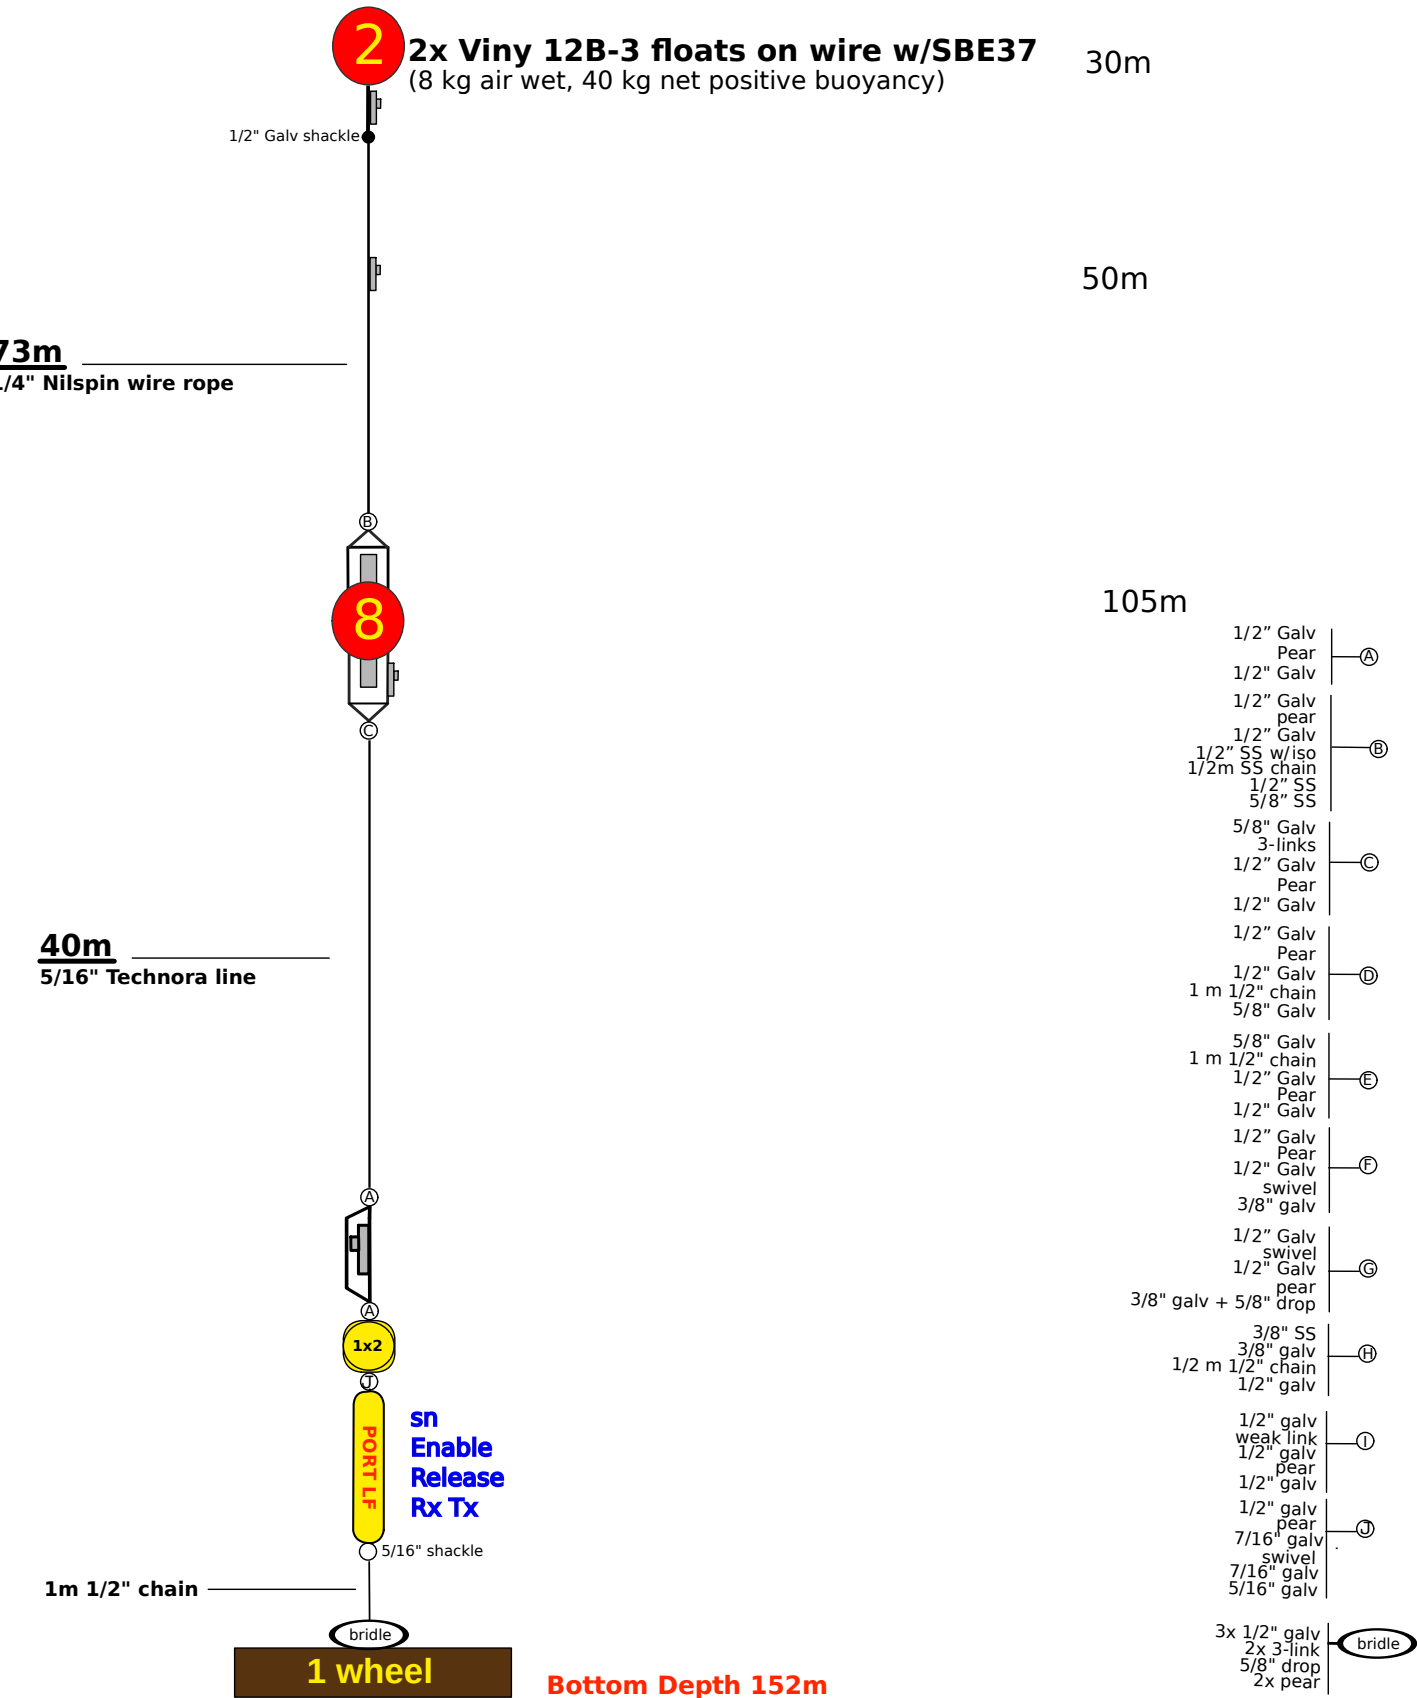 2
2x Viny 12B-3 floats on wire w/SBE37
(8 kg air wet, 40 kg net positive buoyancy)
30m
1/2" Galv shackle
50m
73m
1/4" Nilspin wire rope
B
8
C
105m
40m
5/16" Technora line
A
A
1x2
J
PORT LF
sn
Enable
Release
Rx Tx
5/16" shackle
1m 1/2" chain
bridle
1 wheel
Bottom Depth 152m
1/2” Galv
Pear
1/2" Galv
A
1/2” Galv
pear
1/2” Galv
1/2” SS w/iso
1/2m SS chain
1/2” SS
5/8” SS
B
5/8" Galv
3-links
1/2” Galv
Pear
1/2" Galv
C
1/2” Galv
Pear
1/2" Galv
1 m 1/2" chain
5/8" Galv
D
5/8" Galv
1 m 1/2" chain
1/2” Galv
Pear
1/2" Galv
E
1/2” Galv
Pear
1/2" Galv
swivel
3/8" galv
F
1/2” Galv
swivel
1/2" Galv
pear
3/8" galv + 5/8" drop
G
3/8" SS
3/8" galv
1/2 m 1/2" chain
1/2" galv
H
1/2" galv
weak link
1/2" galv
pear
1/2" galv
I
1/2" galv
pear
7/16" galv
swivel
7/16" galv
5/16" galv
J
3x 1/2" galv
2x 3-link
5/8" drop
2x pear
bridle